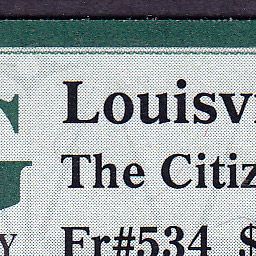 Louisv
The Citiz
Fr#534 $
Y